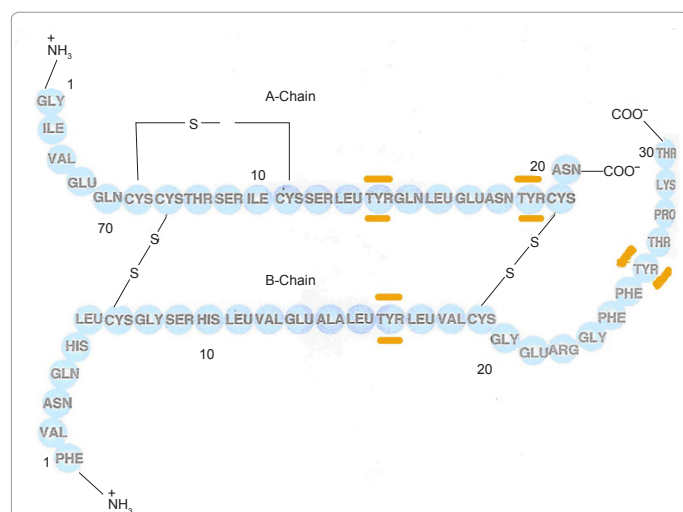 +
NH3
1
GLY
ILE
VAL
GLU
GLN CYS CYS THR SER ILE CYS SER LEU TYR GLN LEU GLU ASN TYR CYS
ASN COO−
A-Chain
S
10
20
70
S
S
S
S
B-Chain
COO−
30 THR
LYS
PRO
THR
TYR
PHE
PHE
GLY
ARG
GLU
GLY
LEU CYS GLY SER HIS LEU VAL GLU ALA LEU TYR LEU VAL CYS
10
20
HIS
GLN
ASN
VAL
1 PHE
+
NH3